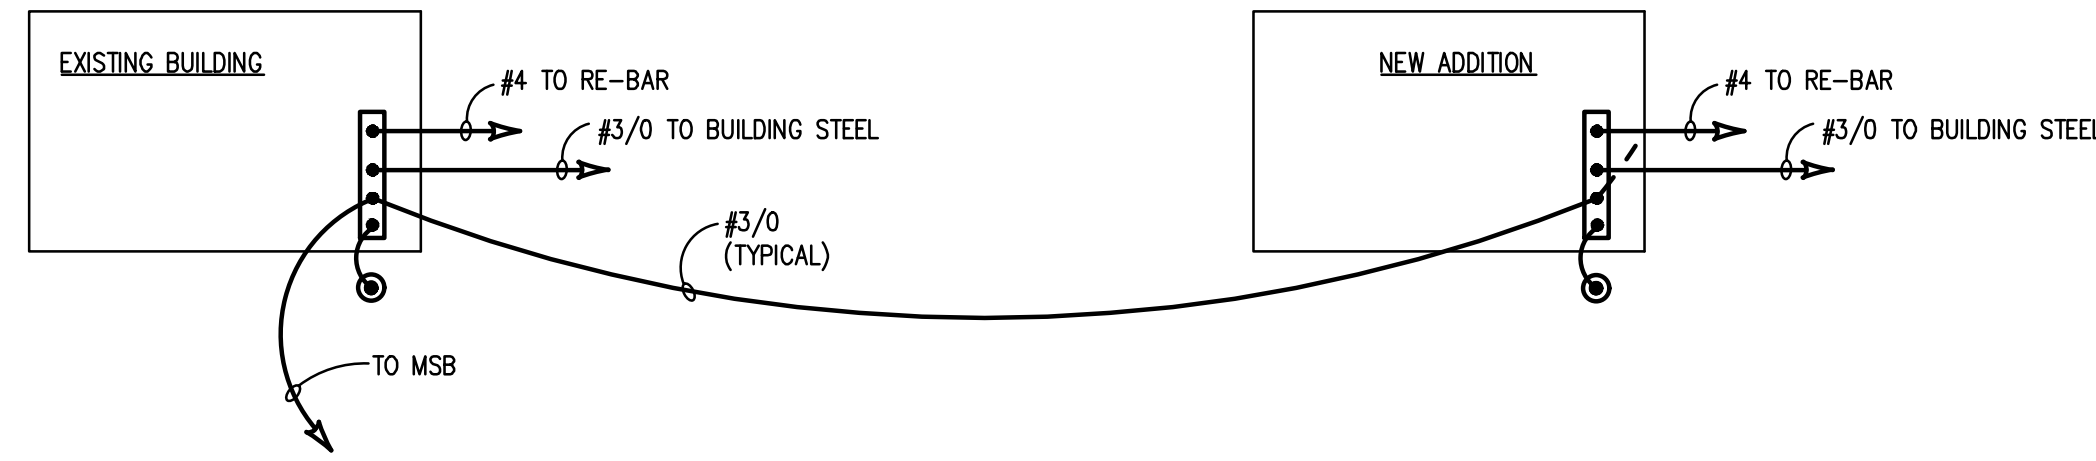 EXISTING BUILDING
#4 TO RE-BAR
#3/0 TO BUILDING STEEL
#3/0
(TYPICAL)
TO MSB
NEW ADDITION
#4 TO RE-BAR
#3/0 TO BUILDING STEEL